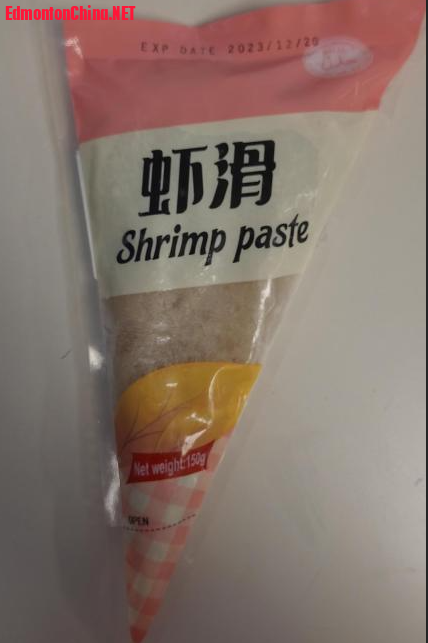 EdmontonChina.NET
EXP DATE 2023/12/20
虾滑
Shrimp paste
Net weight:150g
OPEN